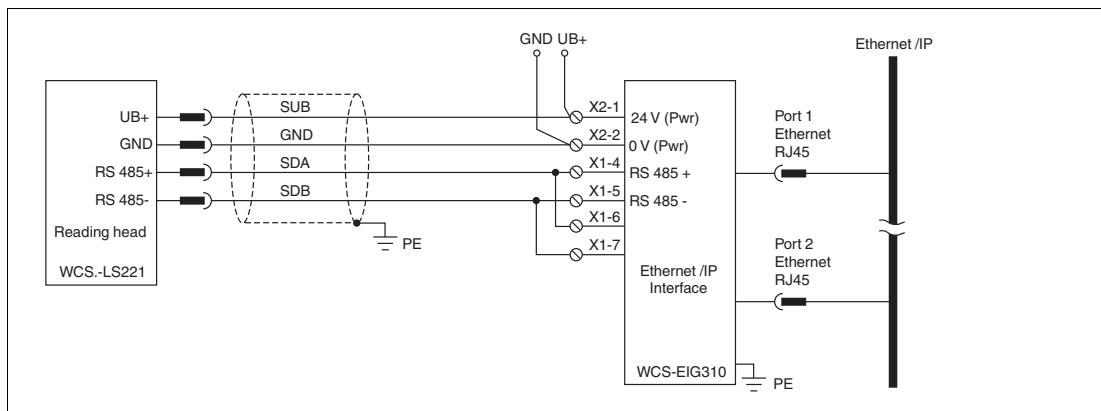 GND UB+
Ethernet /IP
UB+
SUB
X2-1
24 V (Pwr)
GND
GND
X2-2
0 V (Pwr)
RS 485+
SDA
X1-4
RS 485 +
RS 485-
SDB
X1-5
RS 485 -
X1-6
X1-7
Port 1
Ethernet
RJ45
Reading head
WCS.-LS221
PE
Ethernet /IP
Interface
Port 2
Ethernet
RJ45
WCS-EIG310
PE